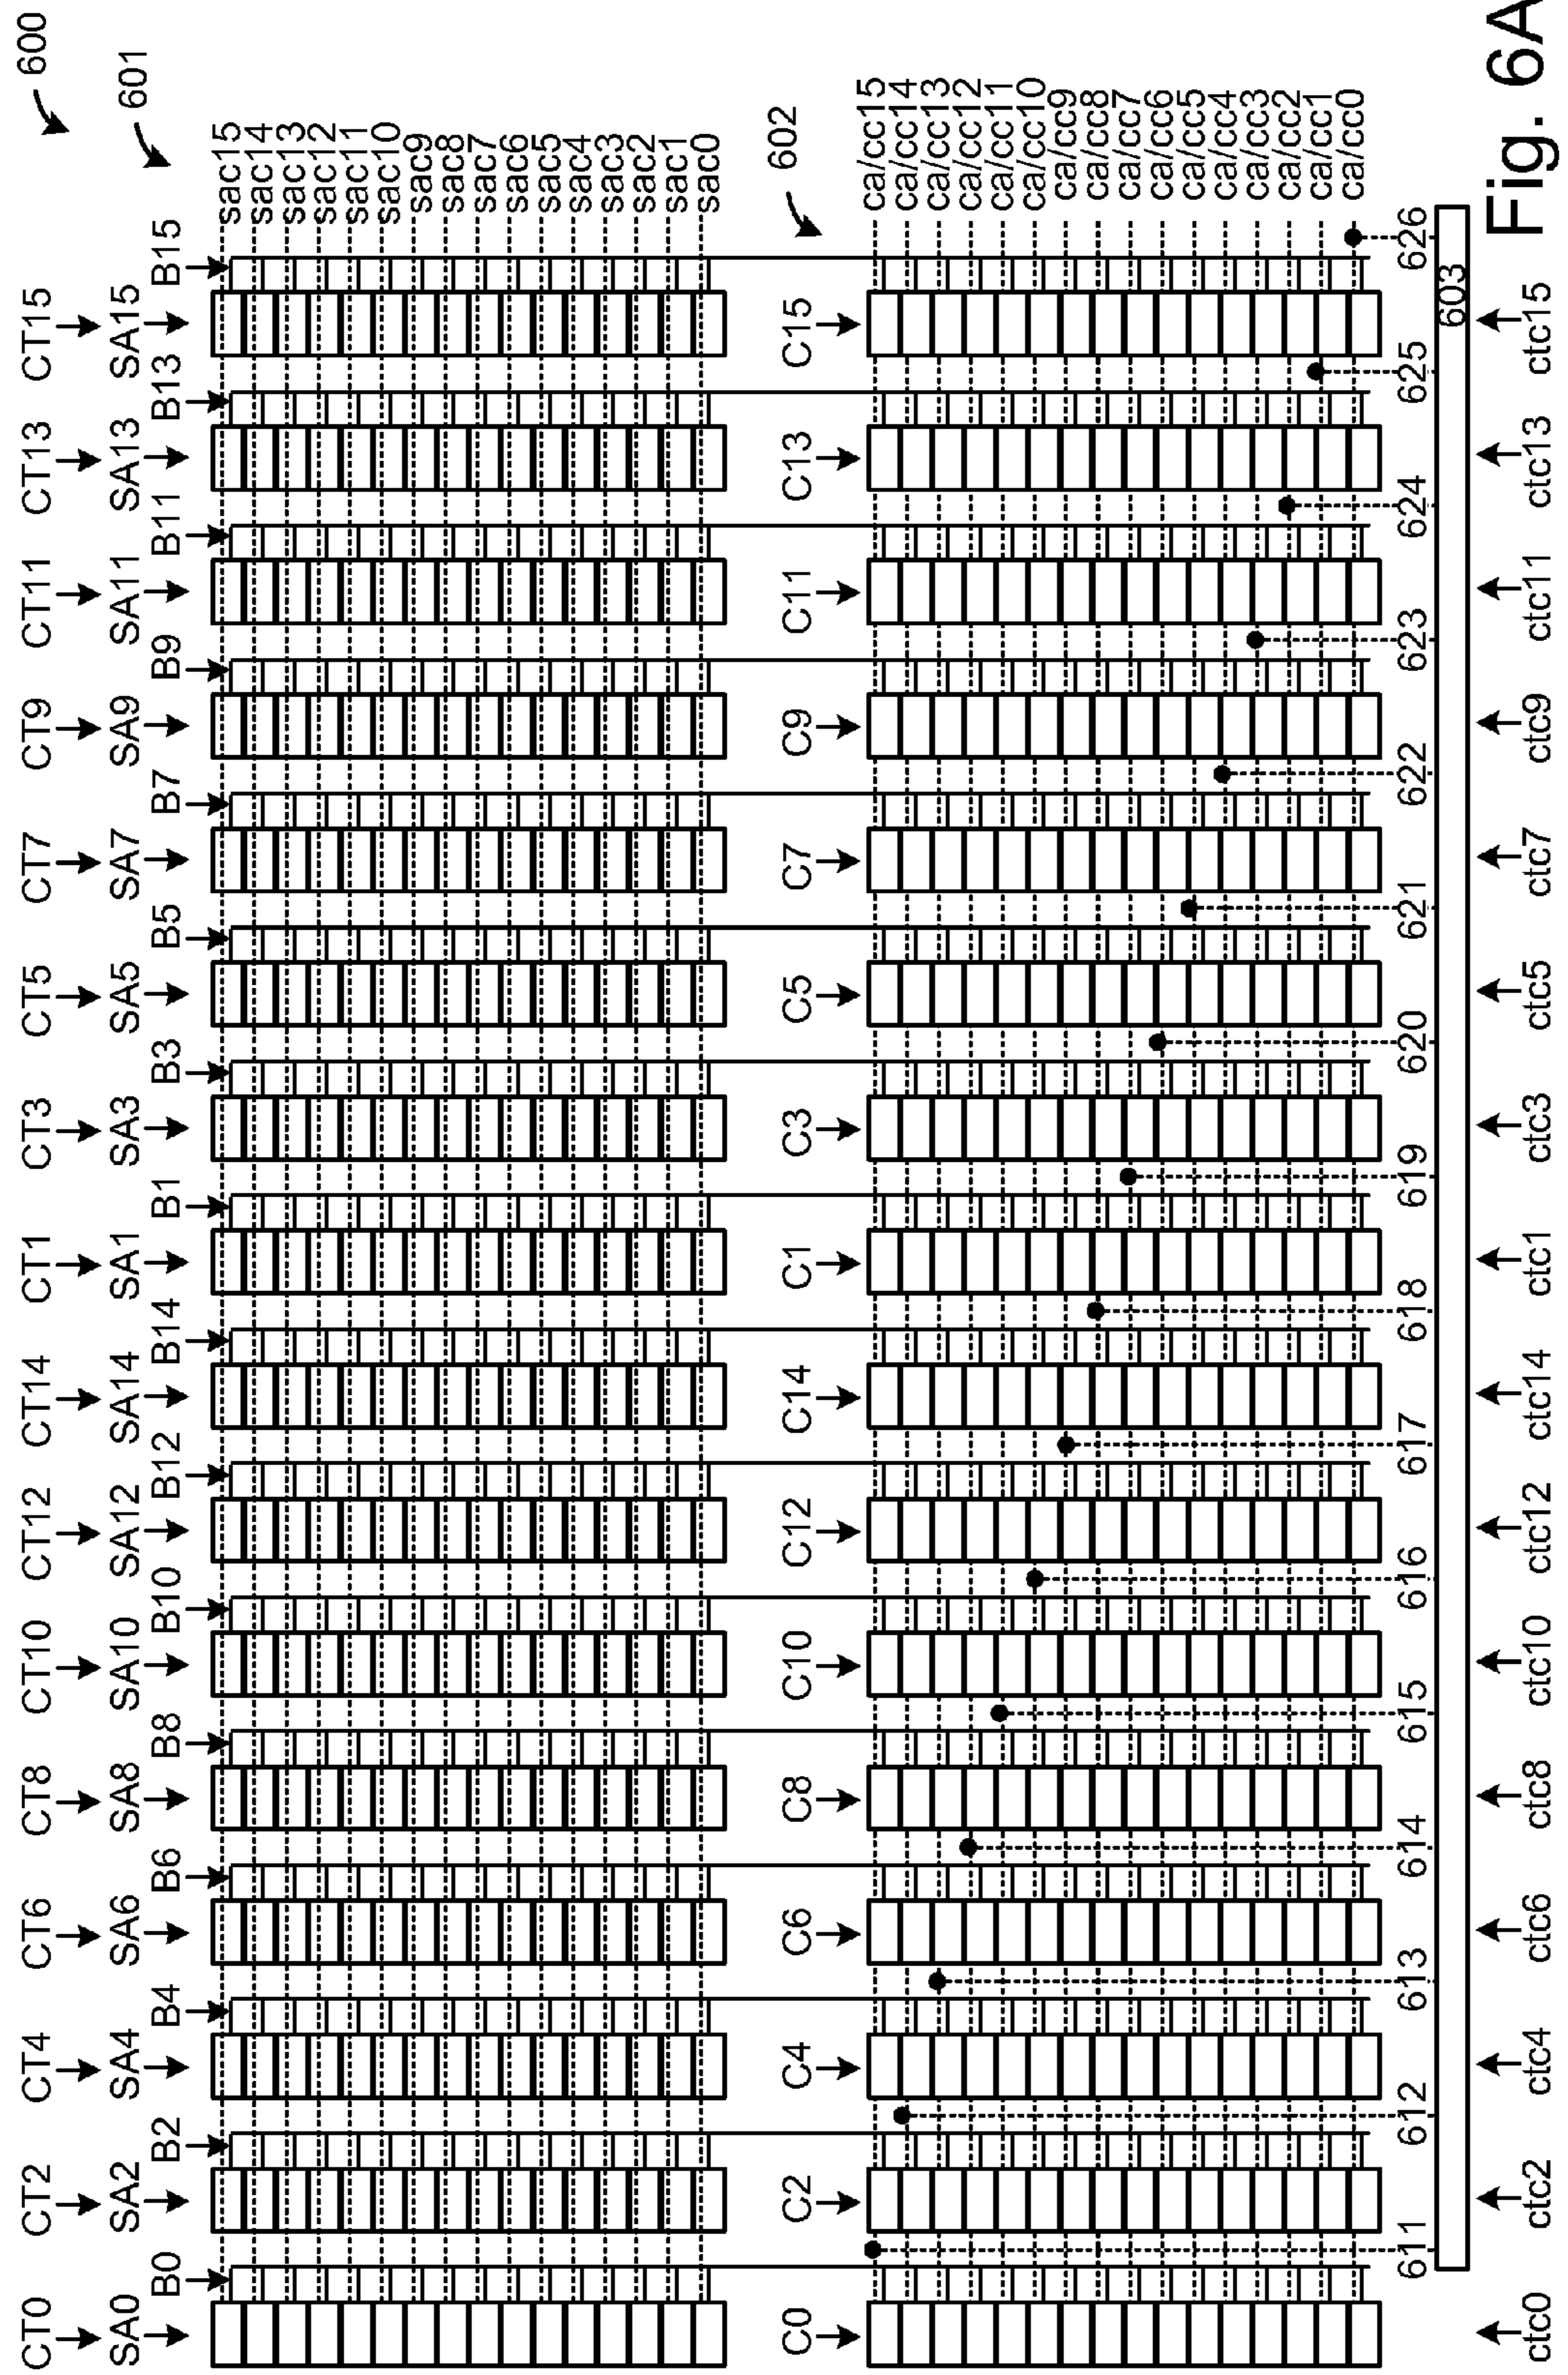 600
601
CT0 CT2 CT4 CT6 CT8 CT10 CT12 CT14 CT1 CT3 CT5 CT7 CT9 CT11 CT13 CT15
SA0 SA2 SA4 SA6 SA8 SA10 SA12 SA14 SA1 SA3 SA5 SA7 SA9 SA11 SA13 SA15
B0 B2 B4 B6 B8 B10 B12 B14 B1 B3 B5 B7 B9 B11 B13 B15
sac15
sac14
sac13
sac12
sac11
sac10
sac9
sac8
sac7
sac6
sac5
sac4
sac3
sac2
sac1
sac0
602
C0 C2 C4 C6 C8 C10 C12 C14 C1 C3 C5 C7 C9 C11 C13 C15
ca/cc15
ca/cc14
ca/cc13
ca/cc12
ca/cc11
ca/cc10
ca/cc9
ca/cc8
ca/cc7
ca/cc6
ca/cc5
ca/cc4
ca/cc3
ca/cc2
ca/cc1
ca/cc0
611 612 613 614 615 616 617 618 619 620 621 622 623 624 625 626
603
ctc0 ctc2 ctc4 ctc6 ctc8 ctc10 ctc12 ctc14 ctc1 ctc3 ctc5 ctc7 ctc9 ctc11 ctc13 ctc15
Fig. 6A